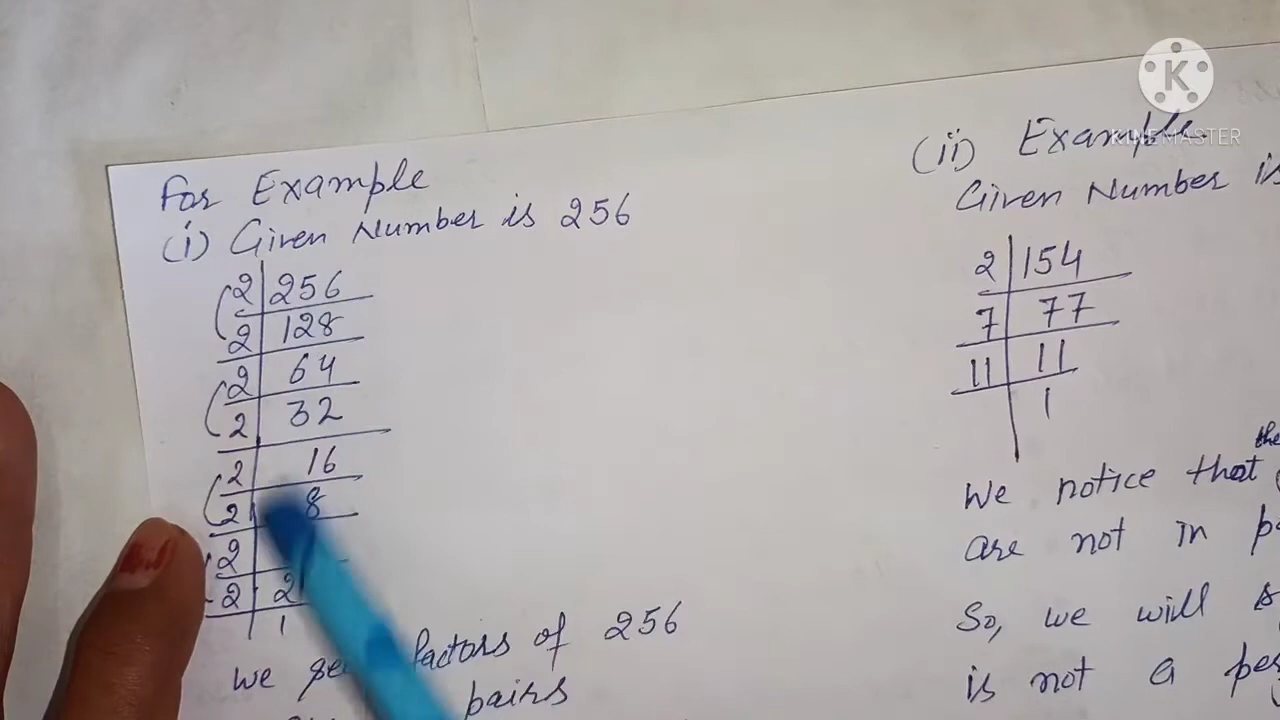 For Example
(i) Given Number is 256
2 256
2 128
2 64
2 32
2 16
2 8
2
2 2
1
We factors of 256
pairs
(ii) Example
Given Number is
2 154
7 77
11 11
1
the
We notice that
are not in
So, we will
is not a
K
KINEMASTER